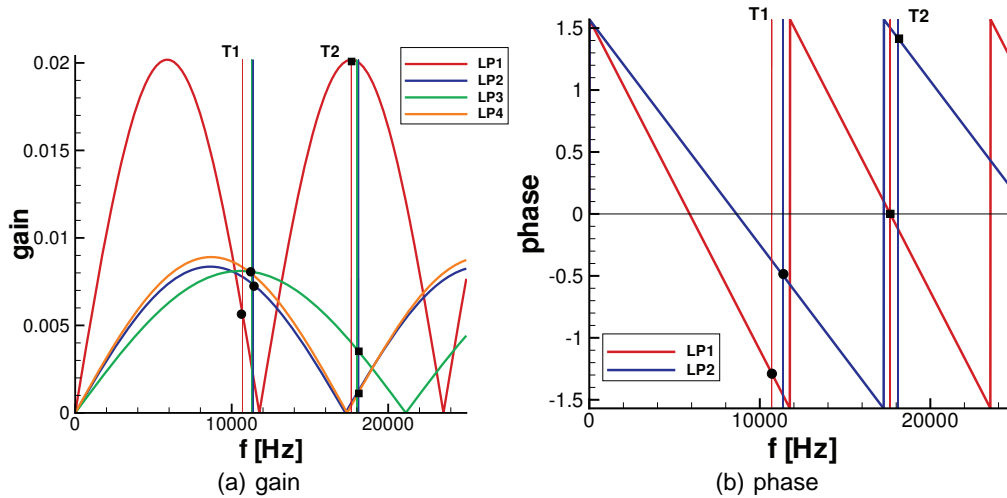 T1
T2
0.02
0.015
0.01
0.005
0
gain
LP1
LP2
LP3
LP4
0
10000
20000
f [Hz]
(a) gain
T1
T2
1.5
1
0.5
0
-0.5
-1
-1.5
phase
LP1
LP2
0
10000
20000
f [Hz]
(b) phase